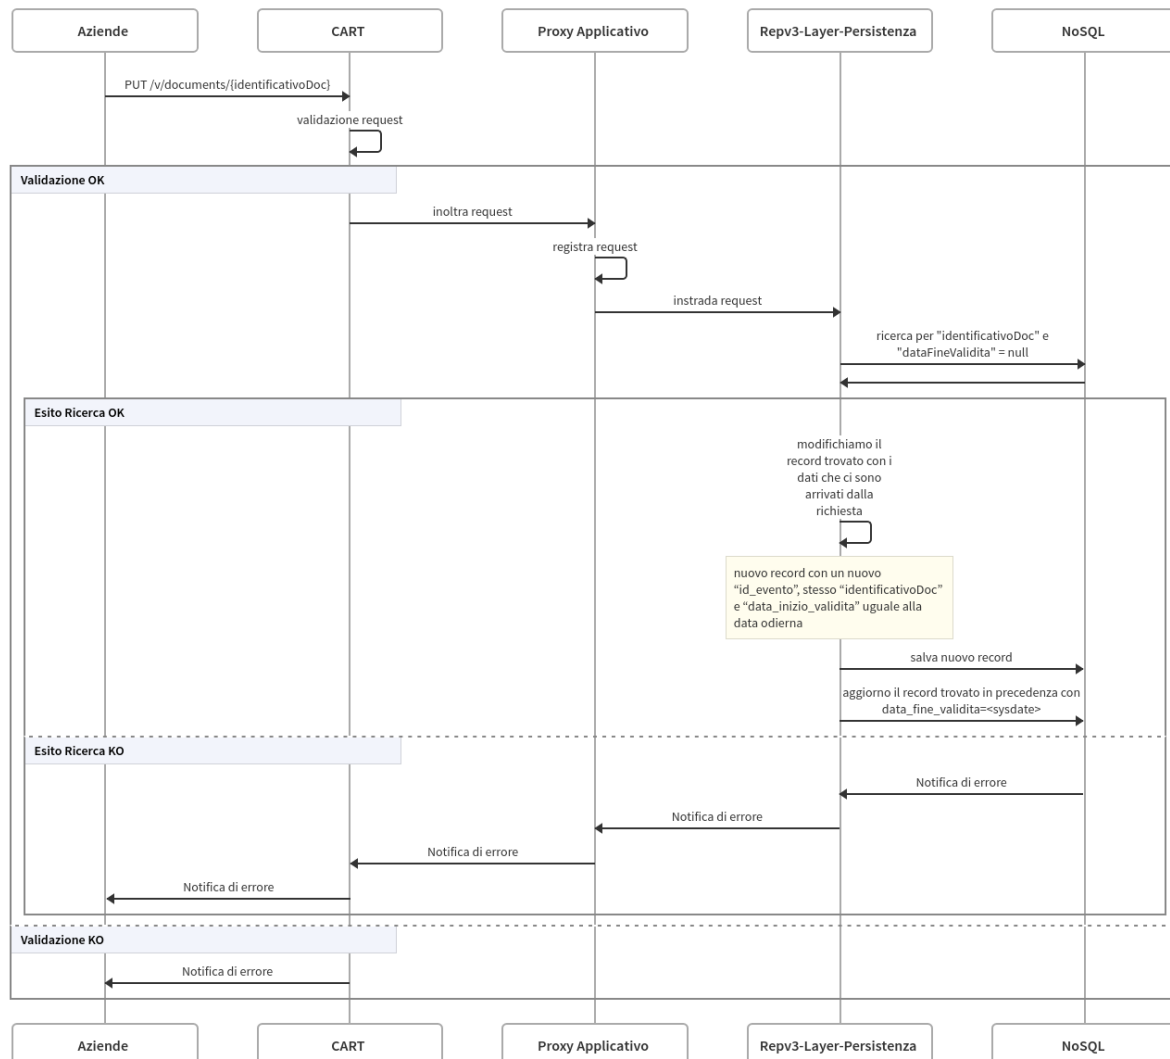 Aziende
CART
Proxy Applicativo
Repv3-Layer-Persistenza
NoSQL
PUT /v/documents/{identificativoDoc}
validazione request
Validazione OK
inoltra request
registra request
instrada request
ricerca per "identificativoDoc" e
"dataFineValidita" = null
Esito Ricerca OK
modifichiamo il
record trovato con i
dati che ci sono
arrivati dalla
richiesta
nuovo record con un nuovo
“id_evento”, stesso “identificativoDoc”
e “data_inizio_validita” uguale alla
data odierna
salva nuovo record
aggiorno il record trovato in precedenza con
data_fine_validita=<sysdate>
Esito Ricerca KO
Notifica di errore
Notifica di errore
Notifica di errore
Notifica di errore
Validazione KO
Notifica di errore
Aziende
CART
Proxy Applicativo
Repv3-Layer-Persistenza
NoSQL